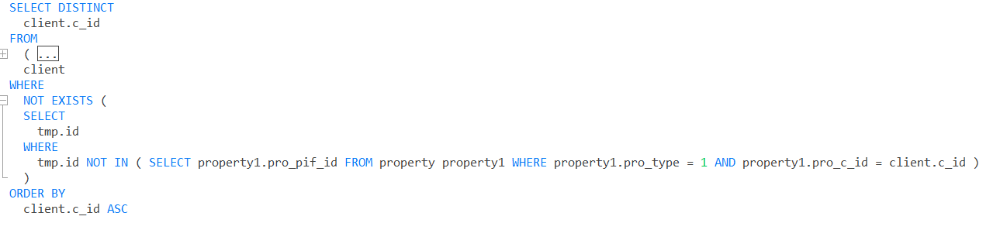 SELECT DISTINCT
client.c_id
FROM
( ...
client
WHERE
NOT EXISTS (
SELECT
tmp.id
WHERE
tmp.id NOT IN ( SELECT property1.pro_pif_id FROM property property1 WHERE property1.pro_type = 1 AND property1.pro_c_id = client.c_id )
)
ORDER BY
client.c_id ASC